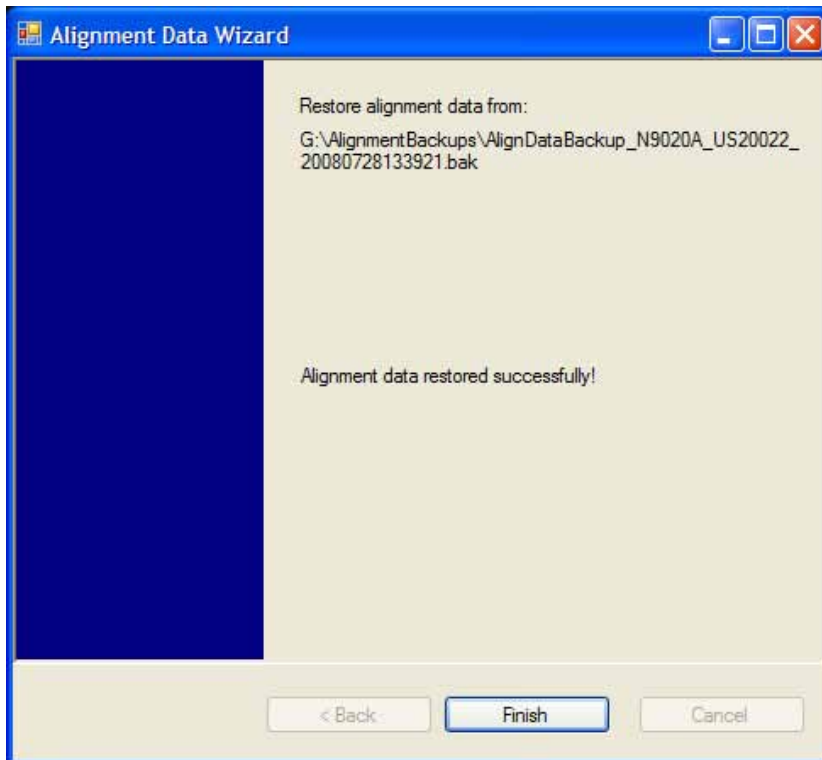 Alignment Data Wizard
Restore alignment data from:
G:\AlignmentBackups\AlignDataBackup_N9020A_US20022_
20080728133921.bak
Alignment data restored successfully!
< Back
Finish
Cancel